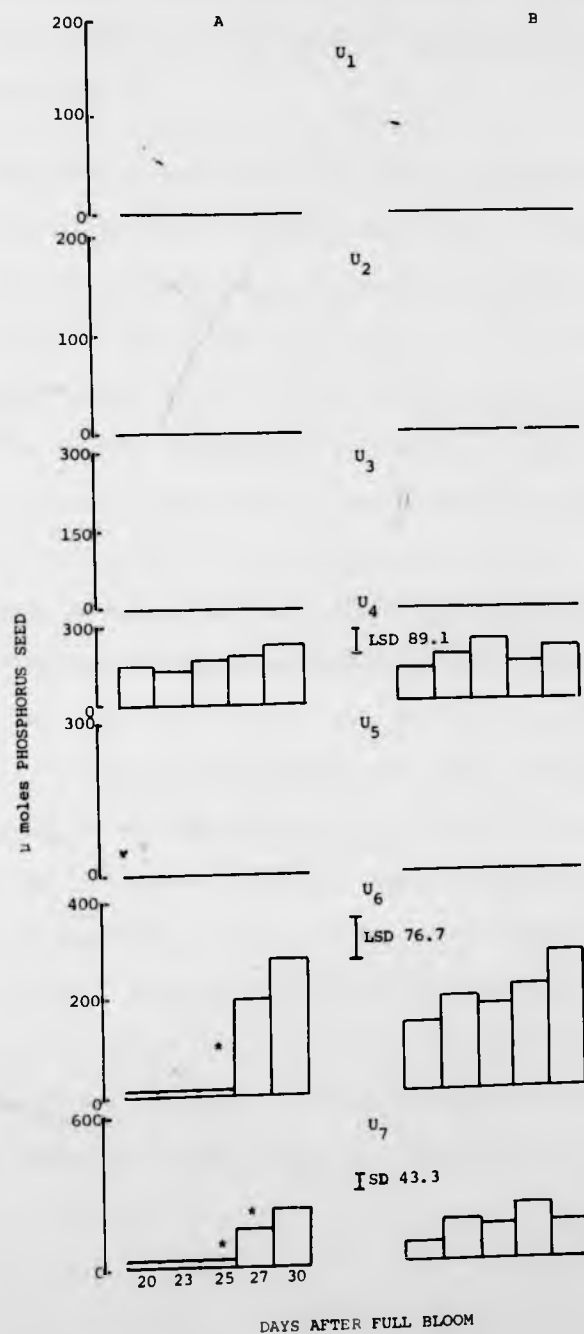 A B
200
U1
100
0
200
U2
100
0
300
U3
150
0
U4
300
LSD 89.1
0
300
U5
0
U6
400
LSD 76.7
200
*
0
600
U7
SD 43.3
*
*
0
20 23 25 27 30
µ moles PHOSPHORUS SEED
DAYS AFTER FULL BLOOM